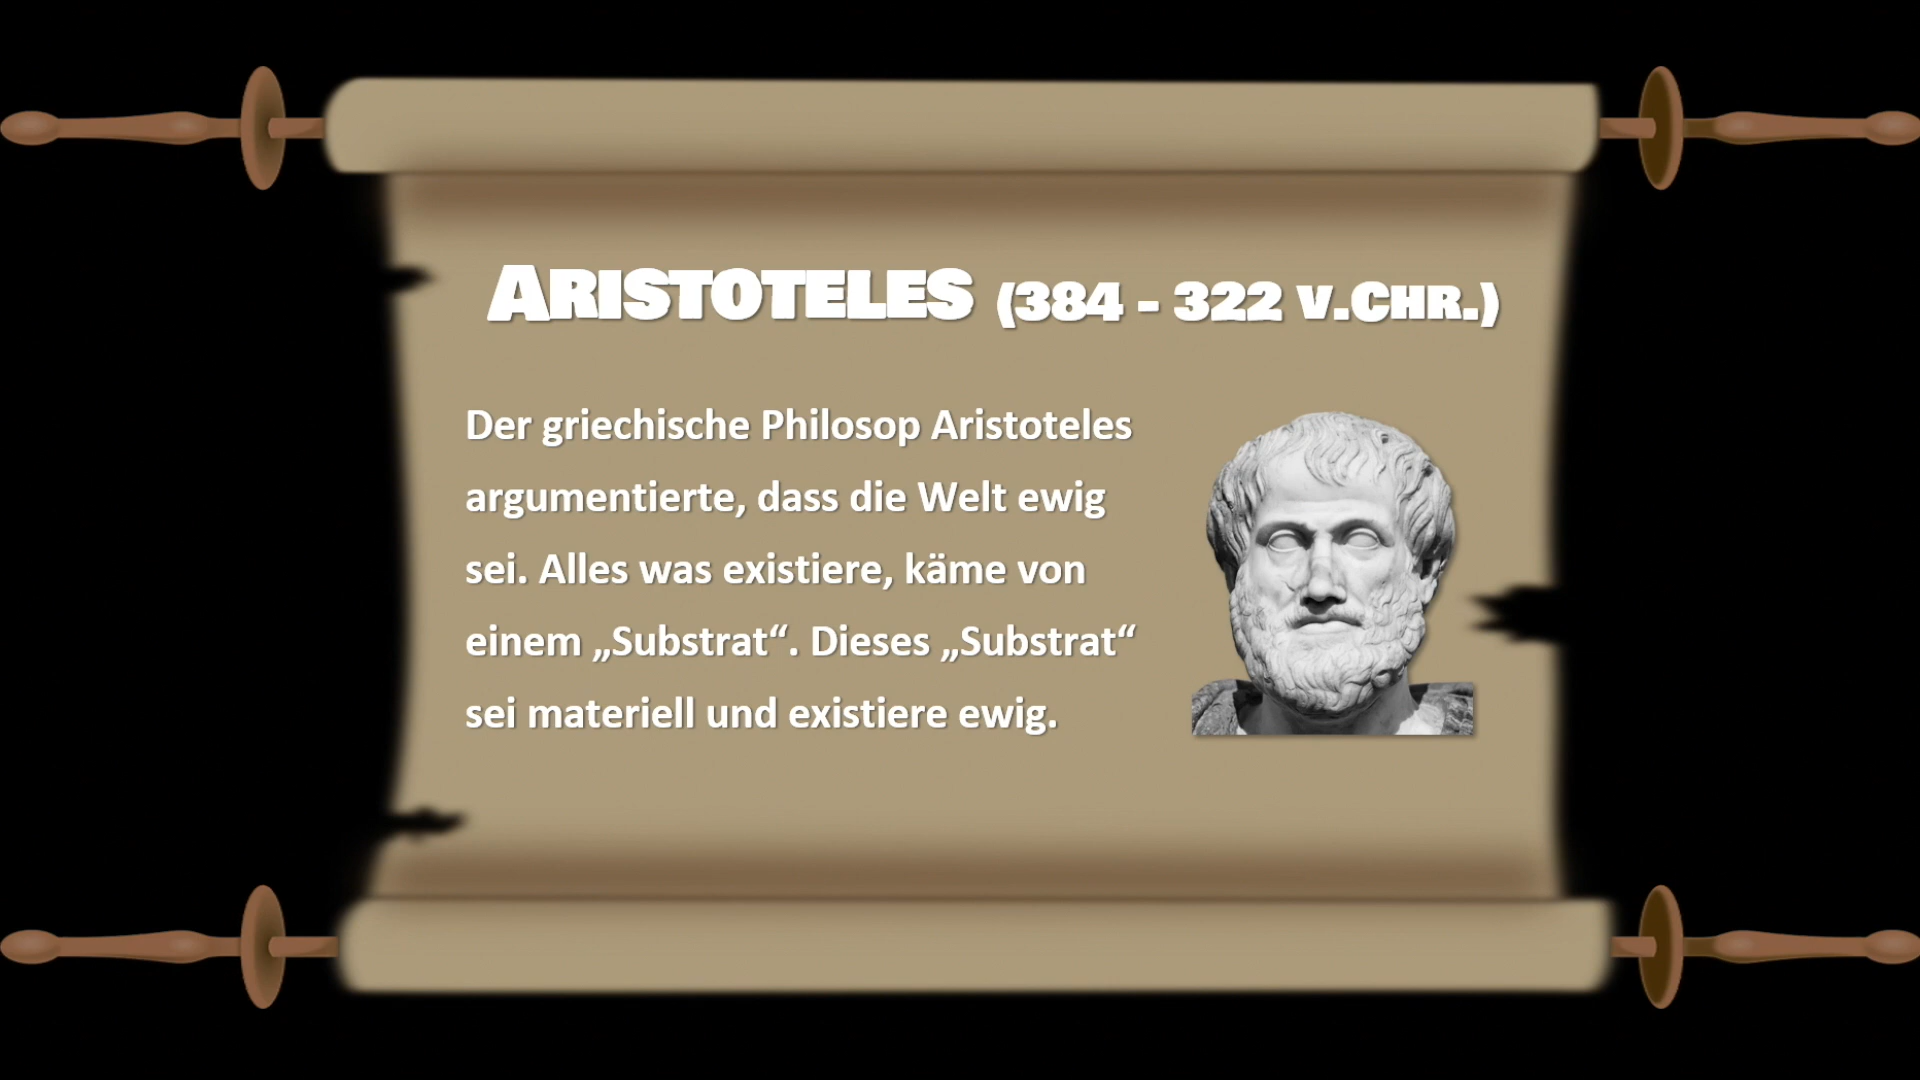 ARISTOTELES (384 - 322 V.CHR.)
Der griechische Philosop Aristoteles
argumentierte, dass die Welt ewig
sei. Alles was existiere, käme von
einem „Substrat“. Dieses „Substrat“
sei materiell und existiere ewig.